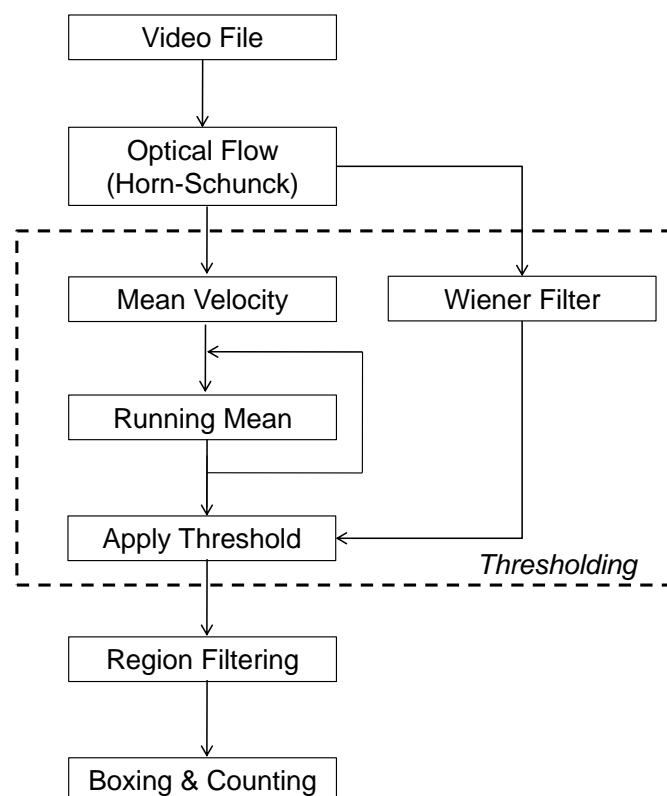 Video File
Optical Flow
(Horn-Schunck)
Mean Velocity
Wiener Filter
Running Mean
Apply Threshold
Thresholding
Region Filtering
Boxing & Counting